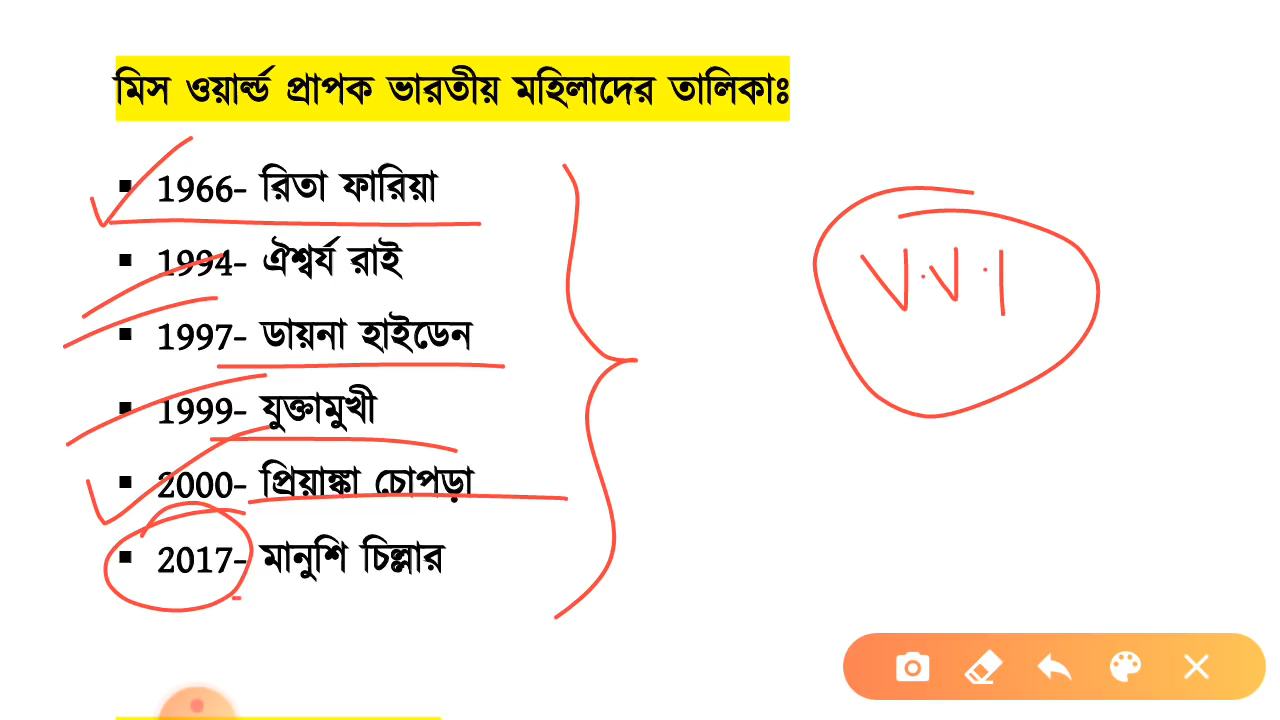 মিস ওয়ার্ল্ড প্রাপক ভারতীয় মহিলাদের তালিকাঃ
▪ 1966- রিতা ফারিয়া
▪ 1994- ঐশ্বর্য রাই
▪ 1997- ডায়না হাইডেন
▪ 1999- যুক্তামুখী
▪ 2000- প্রিয়াঙ্কা চোপড়া
▪ 2017- মানুশি চিল্লার
V.V.I